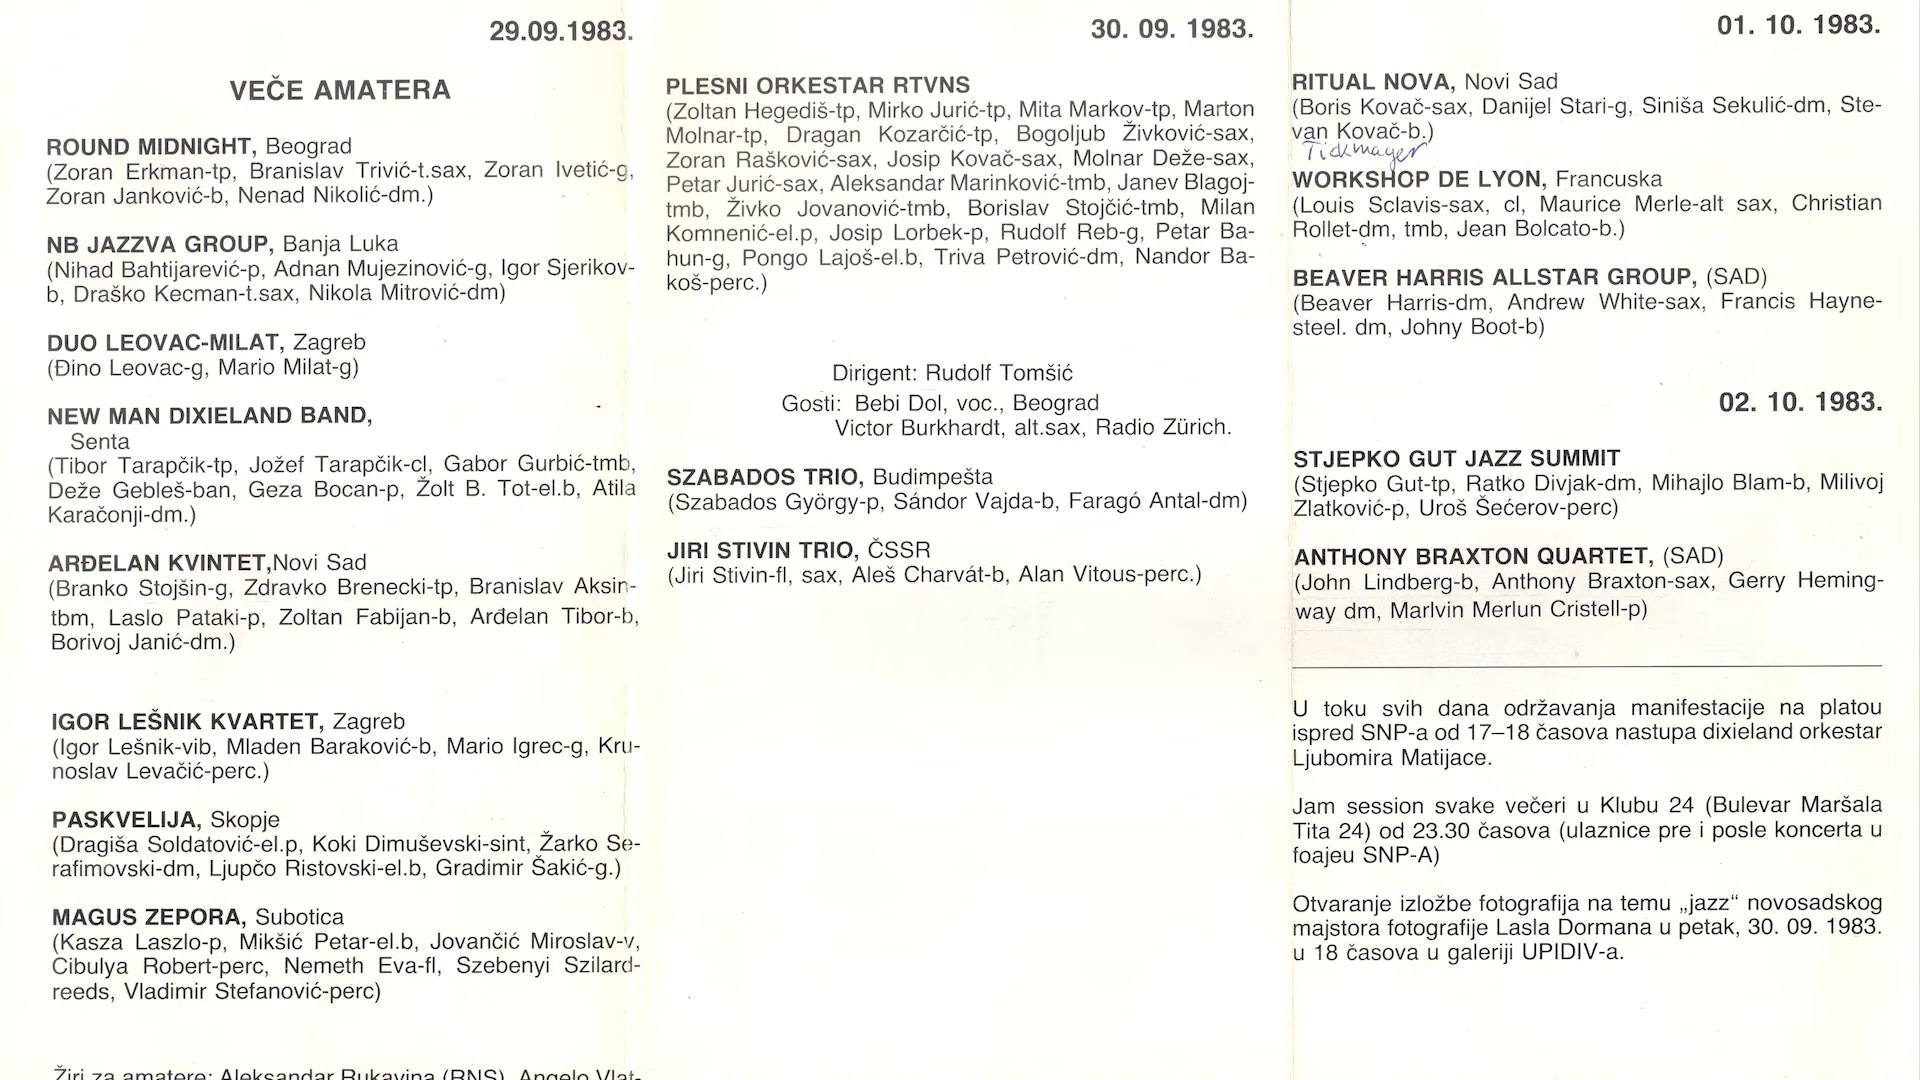 29.09.1983.
VEČE AMATERA
ROUND MIDNIGHT, Beograd
(Zoran Erkman-tp, Branislav Trivić-t.sax, Zoran Ivetić-g,
Zoran Janković-b, Nenad Nikolić-dm.)
NB JAZZVA GROUP, Banja Luka
(Nihad Bahtijarević-p, Adnan Mujezinović-g, Igor Sjerikov-
b, Draško Kecman-t.sax, Nikola Mitrović-dm)
DUO LEOVAC-MILAT, Zagreb
(Đino Leovac-g, Mario Milat-g)
NEW MAN DIXIELAND BAND,
Senta
(Tibor Tarapčik-tp, Jožef Tarapčik-cl, Gabor Gurbić-tmb,
Deže Gebleš-ban, Geza Bocan-p, Žolt B. Tot-el.b, Atila
Karačonji-dm.)
ARĐELAN KVINTET,Novi Sad
(Branko Stojšin-g, Zdravko Brenecki-tp, Branislav Aksin-
tbm, Laslo Pataki-p, Zoltan Fabijan-b, Arđelan Tibor-b,
Borivoj Janić-dm.)
IGOR LEŠNIK KVARTET, Zagreb
(Igor Lešnik-vib, Mladen Baraković-b, Mario Igrec-g, Kru-
noslav Levačić-perc.)
PASKVELIJA, Skopje
(Dragiša Soldatović-el.p, Koki Dimuševski-sint, Žarko Se-
rafimovski-dm, Ljupčo Ristovski-el.b, Gradimir Šakić-g.)
MAGUS ZEPORA, Subotica
(Kasza Laszlo-p, Mikšić Petar-el.b, Jovančić Miroslav-v,
Cibulya Robert-perc, Nemeth Eva-fl, Szebenyi Szilard-
reeds, Vladimir Stefanović-perc)
Žiri za amatere: Aleksandar Rukavina (RNS), Angelo Vlat-
30. 09. 1983.
PLESNI ORKESTAR RTVNS
(Zoltan Hegediš-tp, Mirko Jurić-tp, Mita Markov-tp, Marton
Molnar-tp, Dragan Kozarčić-tp, Bogoljub Živković-sax,
Zoran Rašković-sax, Josip Kovač-sax, Molnar Deže-sax,
Petar Jurić-sax, Aleksandar Marinković-tmb, Janev Blagoj-
tmb, Živko Jovanović-tmb, Borislav Stojčić-tmb, Milan
Komnenić-el.p, Josip Lorbek-p, Rudolf Reb-g, Petar Ba-
hun-g, Pongo Lajoš-el.b, Triva Petrović-dm, Nandor Ba-
koš-perc.)
Dirigent: Rudolf Tomšić
Gosti: Bebi Dol, voc., Beograd
Victor Burkhardt, alt.sax, Radio Zürich.
SZABADOS TRIO, Budimpešta
(Szabados György-p, Sándor Vajda-b, Faragó Antal-dm)
JIRI STIVIN TRIO, ČSSR
(Jiri Stivin-fl, sax, Aleš Charvát-b, Alan Vitous-perc.)
01. 10. 1983.
RITUAL NOVA, Novi Sad
(Boris Kovač-sax, Danijel Stari-g, Siniša Sekulić-dm, Ste-
van Kovač-b.)
Tickmayer
WORKSHOP DE LYON, Francuska
(Louis Sclavis-sax, cl, Maurice Merle-alt sax, Christian
Rollet-dm, tmb, Jean Bolcato-b.)
BEAVER HARRIS ALLSTAR GROUP, (SAD)
(Beaver Harris-dm, Andrew White-sax, Francis Hayne-
steel. dm, Johny Boot-b)
02. 10. 1983.
STJEPKO GUT JAZZ SUMMIT
(Stjepko Gut-tp, Ratko Divjak-dm, Mihajlo Blam-b, Milivoj
Zlatković-p, Uroš Šećerov-perc)
ANTHONY BRAXTON QUARTET, (SAD)
(John Lindberg-b, Anthony Braxton-sax, Gerry Heming-
way dm, Marlvin Merlun Cristell-p)
U toku svih dana održavanja manifestacije na platou
ispred SNP-a od 17–18 časova nastupa dixieland orkestar
Ljubomira Matijace.
Jam session svake večeri u Klubu 24 (Bulevar Maršala
Tita 24) od 23.30 časova (ulaznice pre i posle koncerta u
foajeu SNP-A)
Otvaranje izložbe fotografija na temu „jazz“ novosadskog
majstora fotografije Lasla Dormana u petak, 30. 09. 1983.
u 18 časova u galeriji UPIDIV-a.